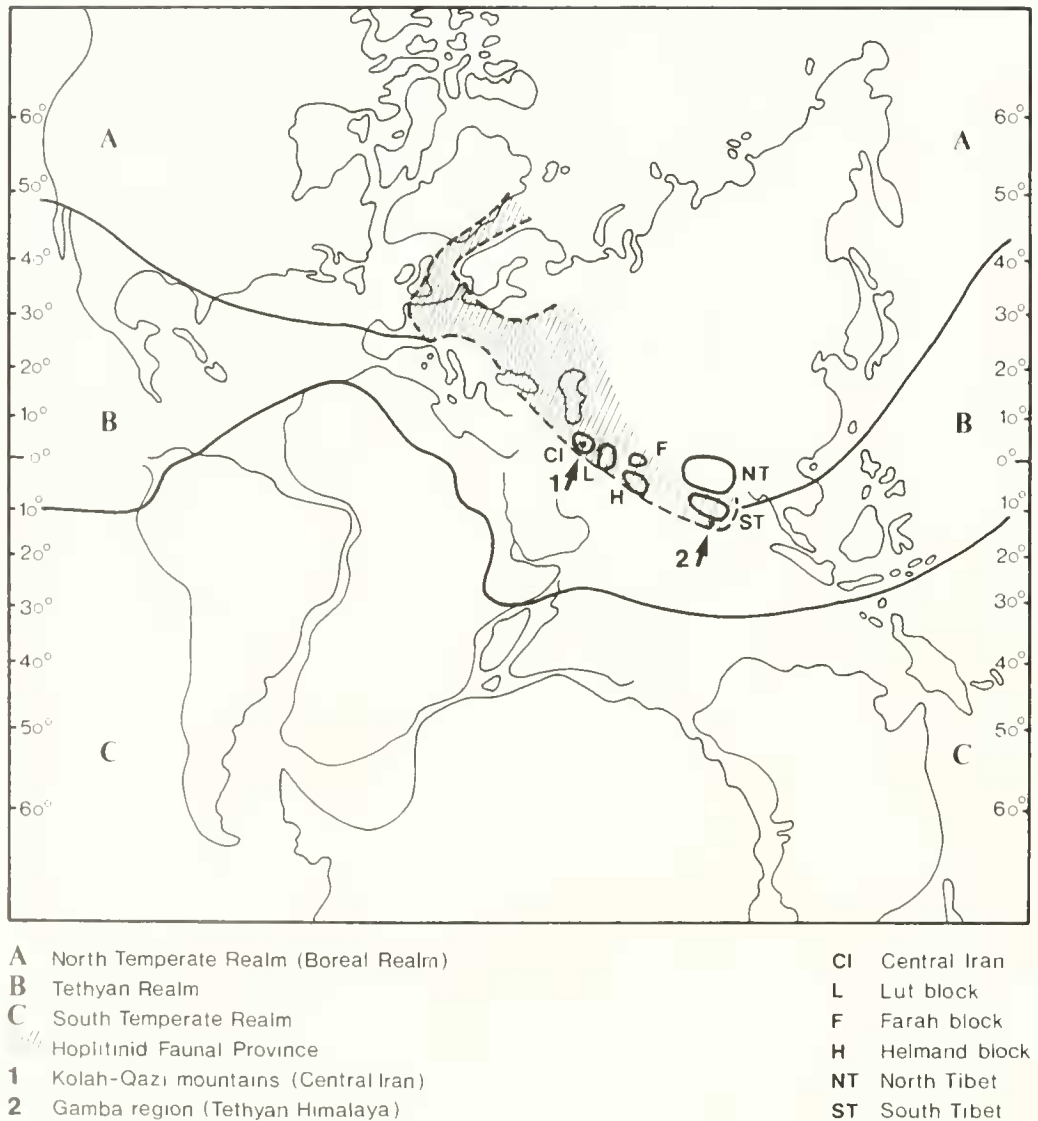 60° 60°
A A
50° 50°
40° 40°
30° 30°
20° 20°
10° 10°
B B
0° CI F 0°
1 L NT
10° H ST 10°
20° 2 20°
30° 30°
40° 40°
50° 50°
C C
60° 60°
A North Temperate Realm (Boreal Realm)
B Tethyan Realm
C South Temperate Realm
Hoplitinid Faunal Province
1 Kolah-Qazi mountains (Central Iran)
2 Gamba region (Tethyan Himalaya)
CI Central Iran
L Lut block
F Farah block
H Helmand block
NT North Tibet
ST South Tibet